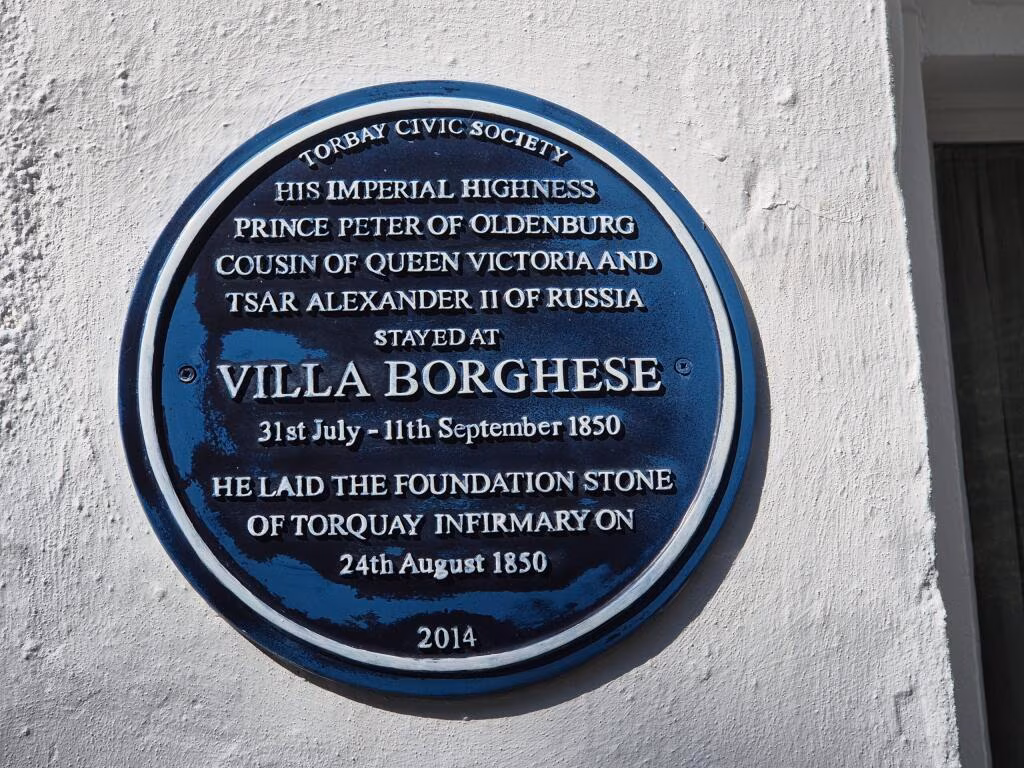 TORBAY CIVIC SOCIETY
HIS IMPERIAL HIGHNESS
PRINCE PETER OF OLDENBURG
COUSIN OF QUEEN VICTORIA AND
TSAR ALEXANDER II OF RUSSIA
STAYED AT
VILLA BORGHESE
31st July - 11th September 1850
HE LAID THE FOUNDATION STONE
OF TORQUAY INFIRMARY ON
24th August 1850
2014